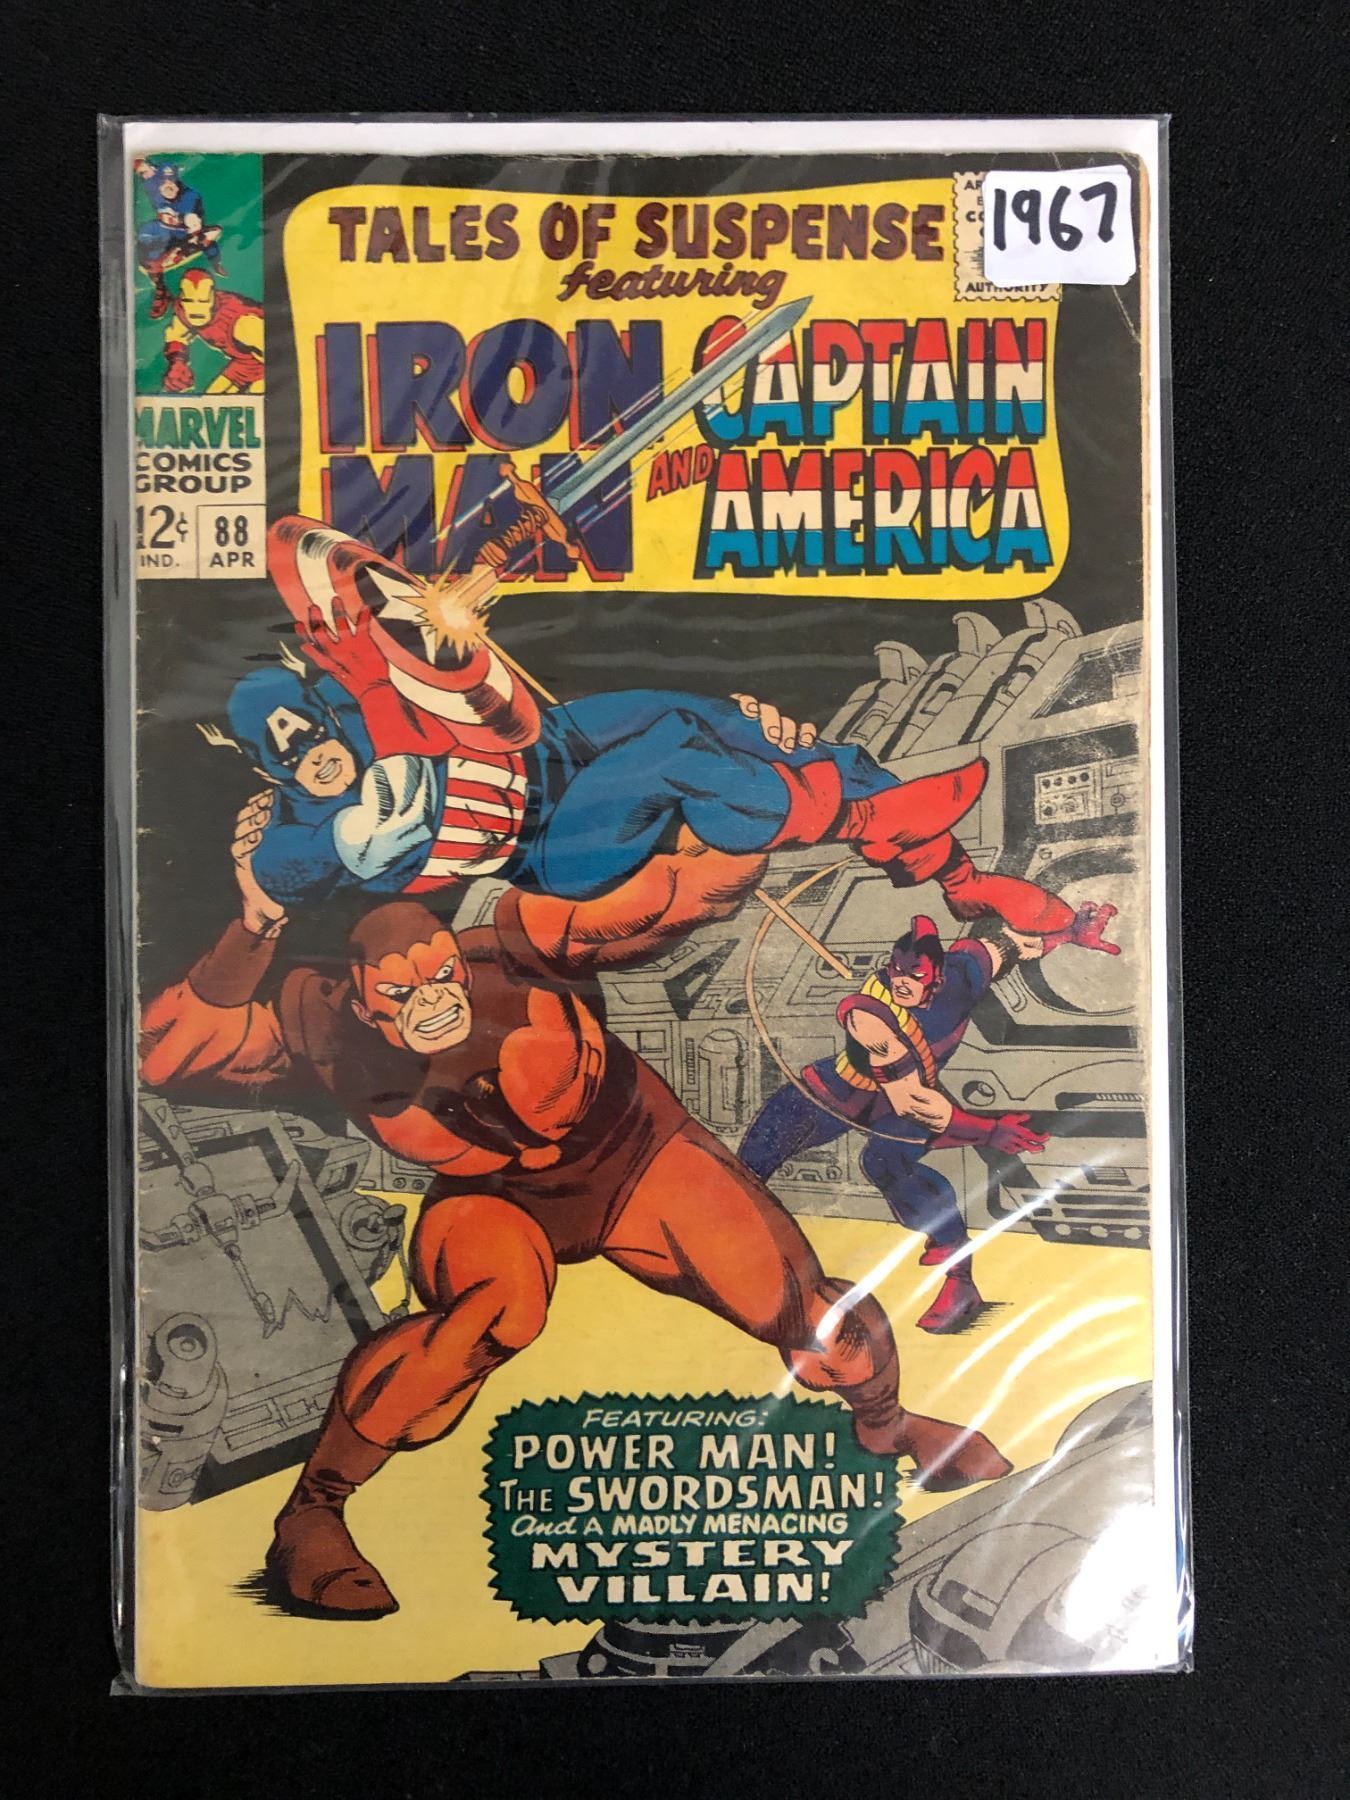 TALES OF SUSPENSE
featuring
IRON MAN
AND
CAPTAIN AMERICA
1967
CO
AUTHORITY
MARVEL
COMICS
GROUP
12¢
IND.
88
APR
A
FEATURING:
POWER MAN!
THE SWORDSMAN!
and A MADLY MENACING
MYSTERY
VILLAIN!